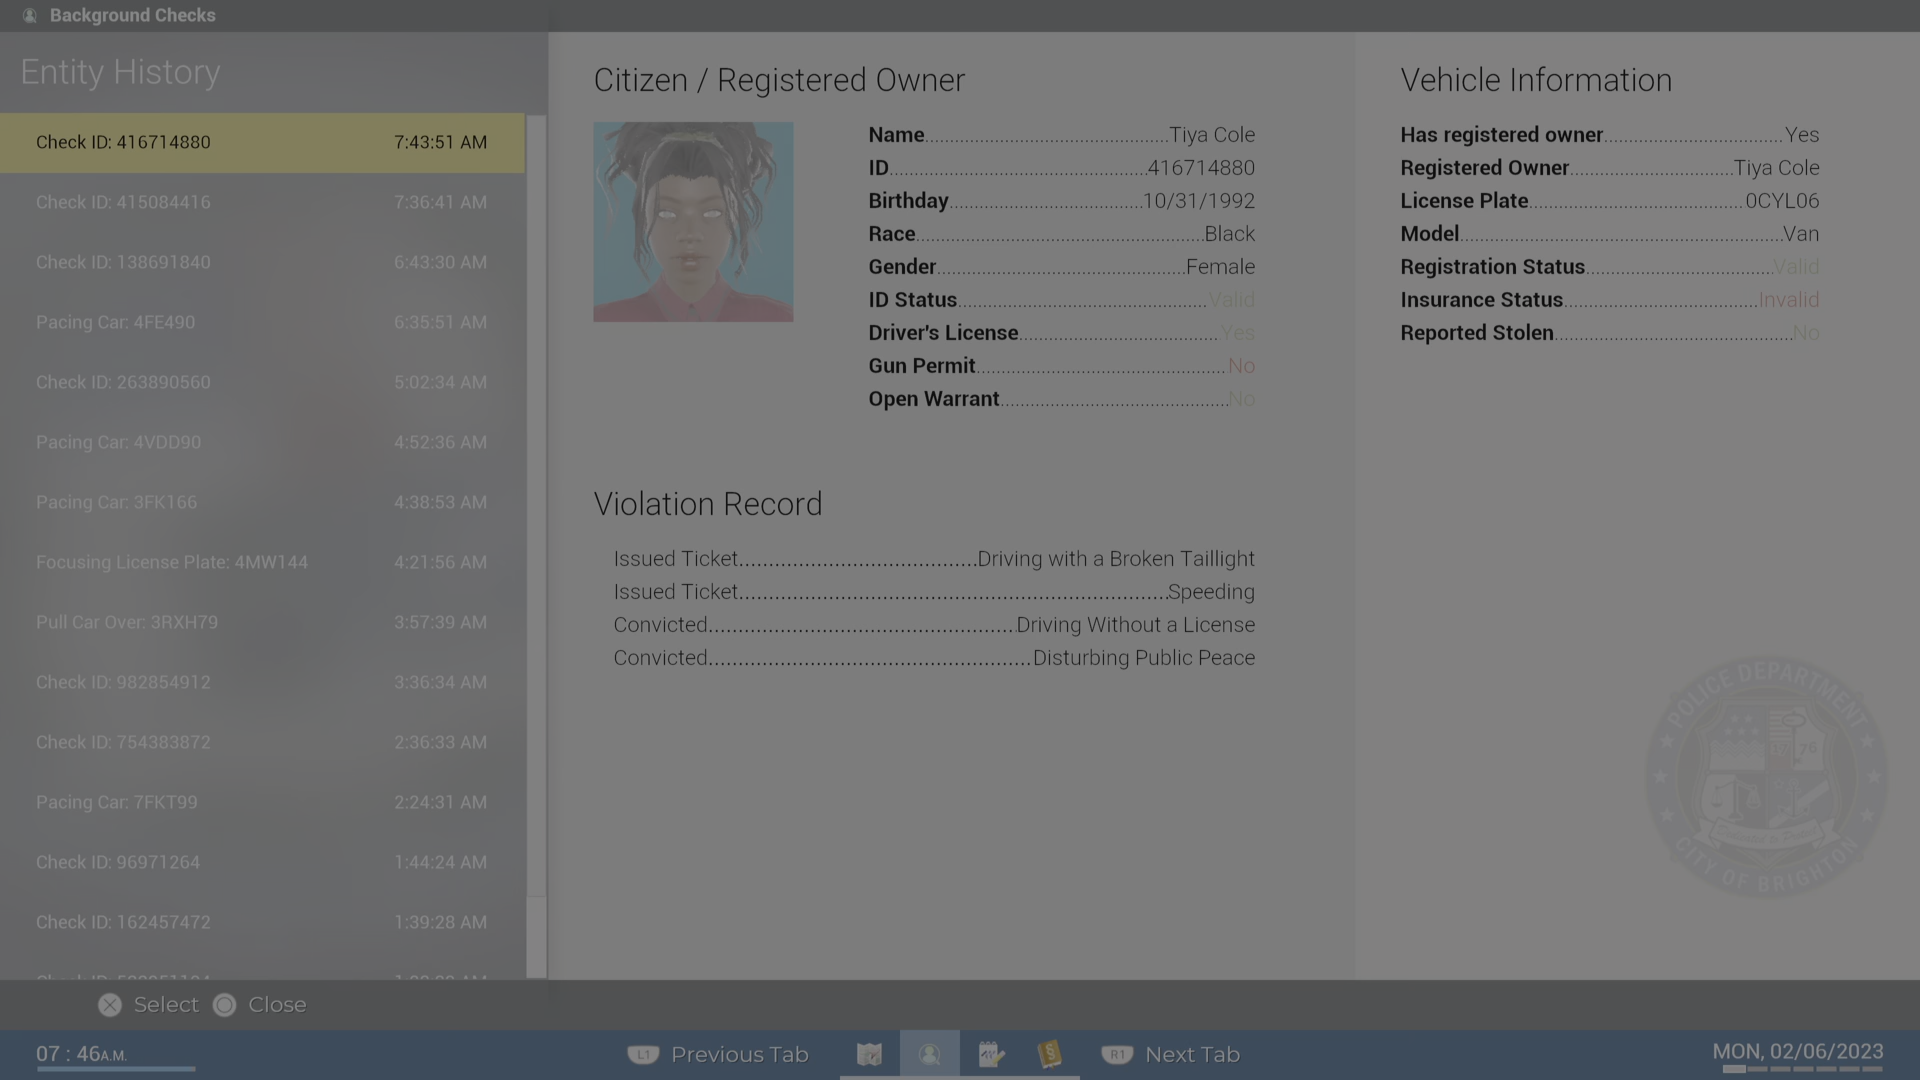 Background Checks
Entity History
Check ID: 416714880 7:43:51 AM
Check ID: 415084416 7:36:41 AM
Check ID: 138691840 6:43:30 AM
Pacing Car: 4FE490 6:35:51 AM
Check ID: 263890560 5:02:34 AM
Pacing Car: 4VDD90 4:52:36 AM
Pacing Car: 3FK166 4:38:53 AM
Focusing License Plate: 4MW144 4:21:56 AM
Pull Car Over: 3RXH79 3:57:39 AM
Check ID: 982854912 3:36:34 AM
Check ID: 754383872 2:36:33 AM
Pacing Car: 7FKT99 2:24:31 AM
Check ID: 96971264 1:44:24 AM
Check ID: 162457472 1:39:28 AM
Citizen / Registered Owner
Name Tiya Cole
ID 416714880
Birthday 10/31/1992
Race Black
Gender Female
ID Status Valid
Driver's License Yes
Gun Permit No
Open Warrant No
Violation Record
Issued Ticket Driving with a Broken Taillight
Issued Ticket Speeding
Convicted Driving Without a License
Convicted Disturbing Public Peace
Vehicle Information
Has registered owner Yes
Registered Owner Tiya Cole
License Plate 0CYL06
Model Van
Registration Status Valid
Insurance Status Invalid
Reported Stolen No
POLICE DEPARTMENT
19 76
CITY OF BRIGHTON
Select Close
07 : 46 A.M.
L1 Previous Tab
R1 Next Tab
MON, 02/06/2023